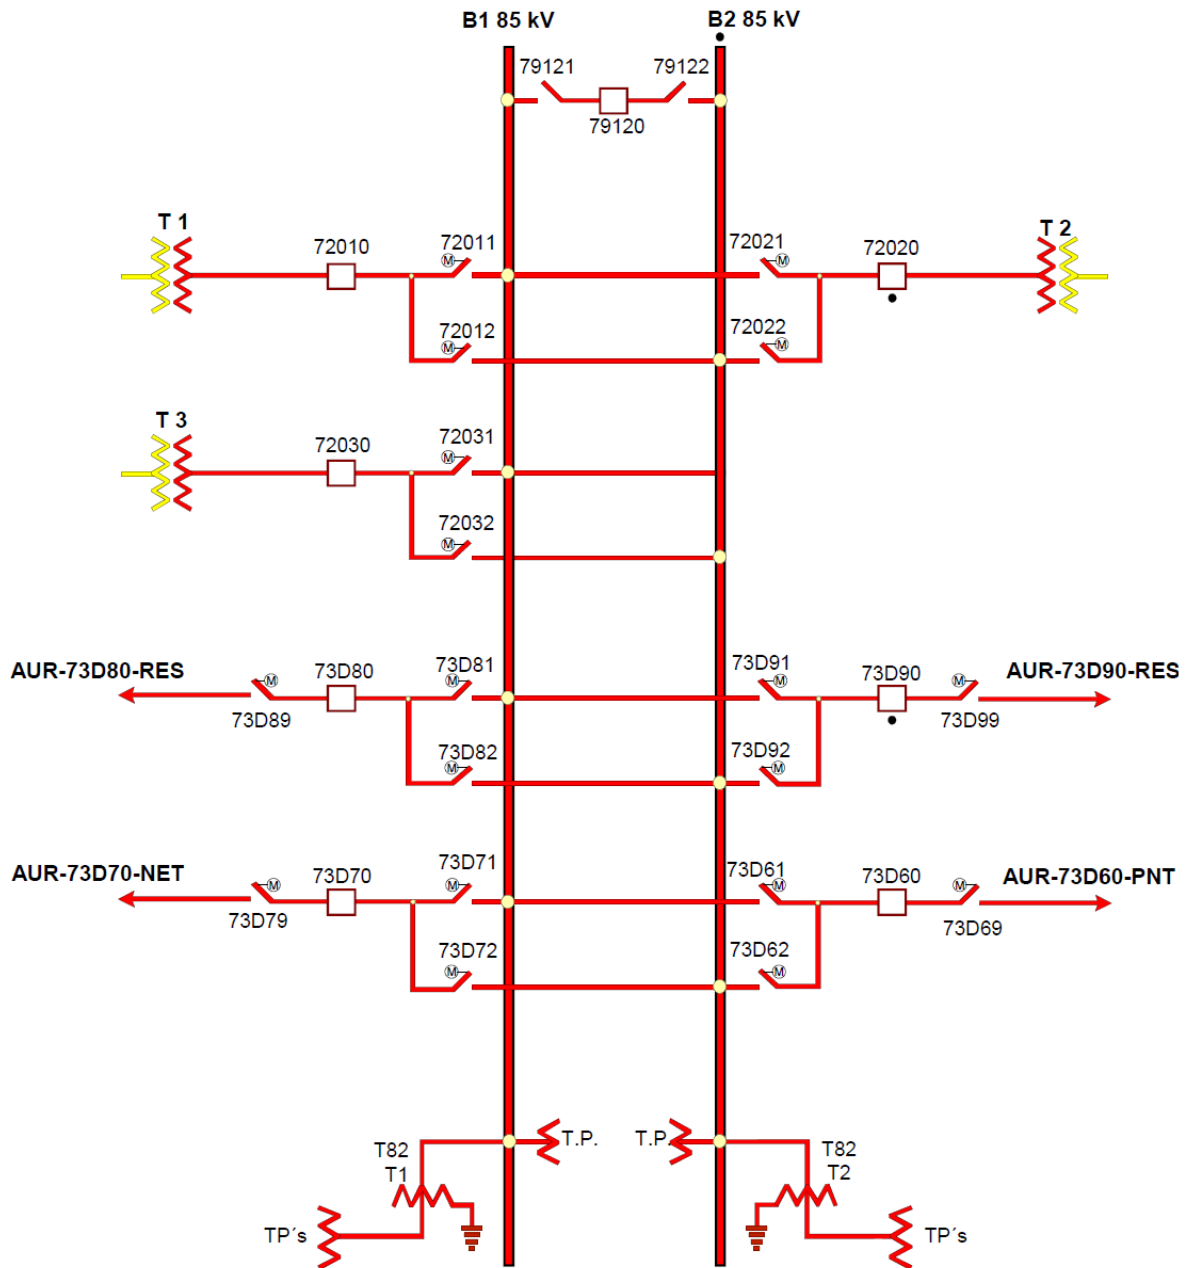 B1 85 kV
B2 85 kV
79121
79122
79120
T 1
72010
72011
72021
72020
T 2
M
M
72012
72022
M
M
T 3
72030
72031
M
72032
M
AUR-73D80-RES
73D80
73D81
73D91
73D90
AUR-73D90-RES
M
M
M
M
73D89
73D99
73D82
73D92
M
M
AUR-73D70-NET
73D70
73D71
73D61
73D60
AUR-73D60-PNT
M
M
M
M
73D79
73D69
73D72
73D62
M
M
T.P.
T.P.
T82
T1
T82
T2
TP´s
TP´s